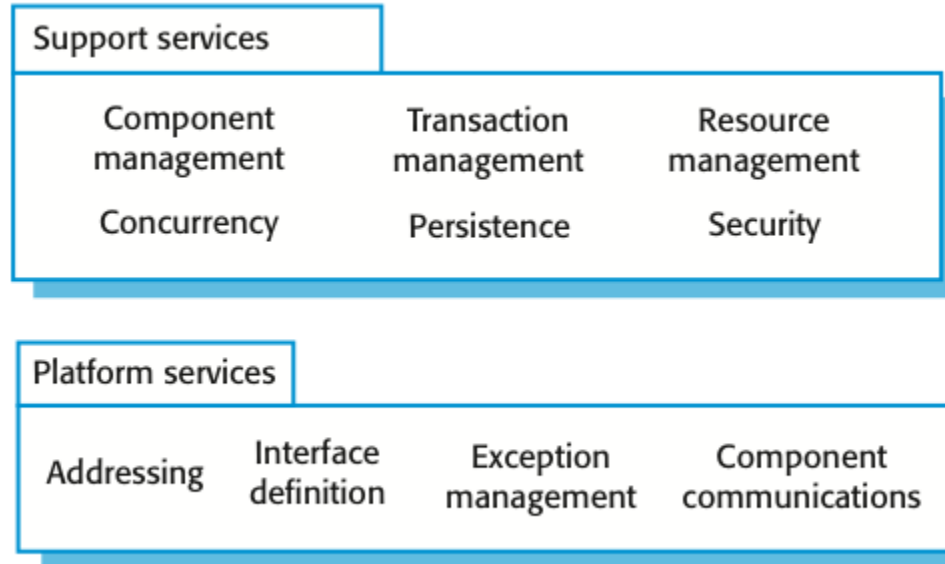 Support services
Component Transaction Resource
management management management
Concurrency Persistence Security
Platform services
Addressing Interface Exception Component
definition management communications